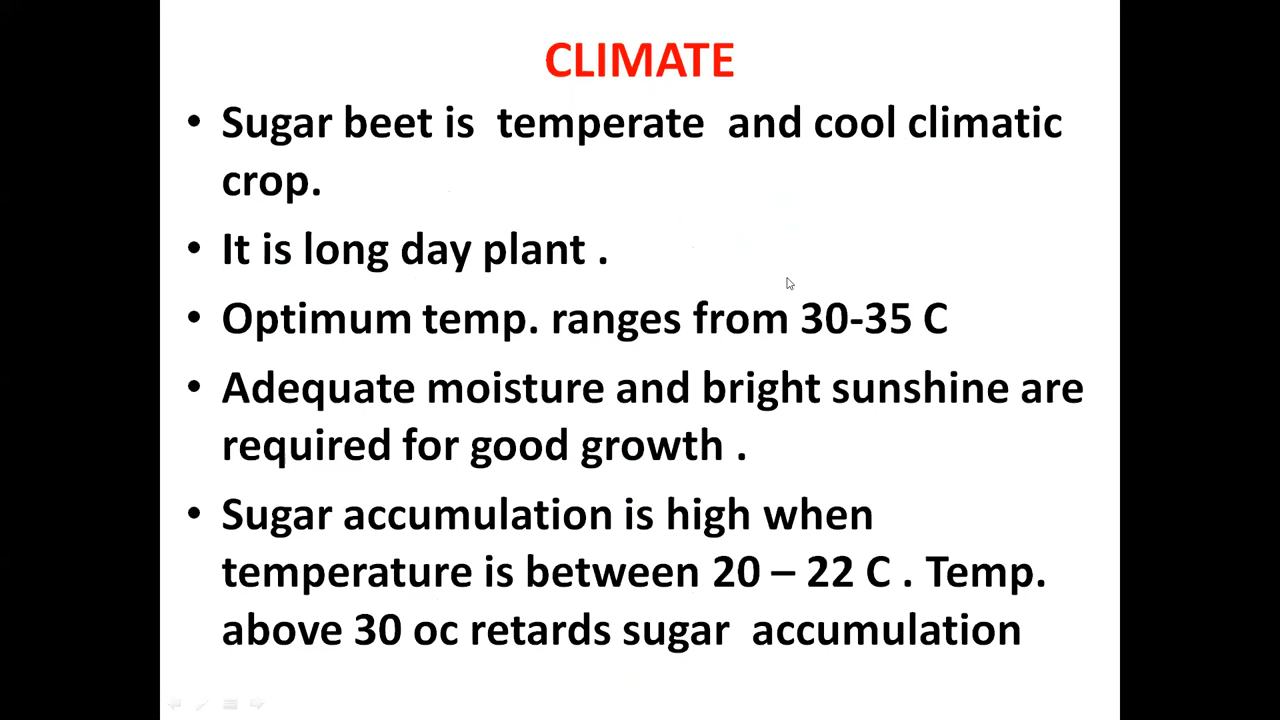 CLIMATE
• Sugar beet is temperate and cool climatic
crop.
• It is long day plant .
• Optimum temp. ranges from 30-35 C
• Adequate moisture and bright sunshine are
required for good growth .
• Sugar accumulation is high when
temperature is between 20 – 22 C . Temp.
above 30 oc retards sugar accumulation